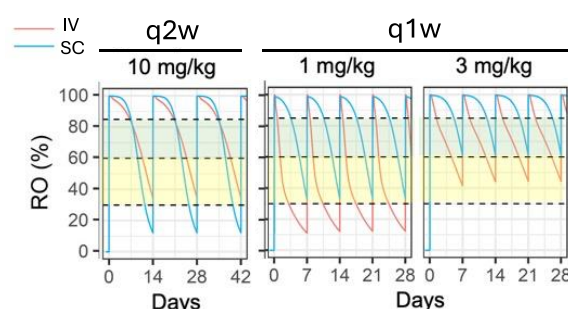 IV
SC
q2w
q1w
10 mg/kg
1 mg/kg
3 mg/kg
RO (%)
100
80
60
40
20
0
0 14 28 42
0 7 14 21 28
0 7 14 21 28
Days
Days